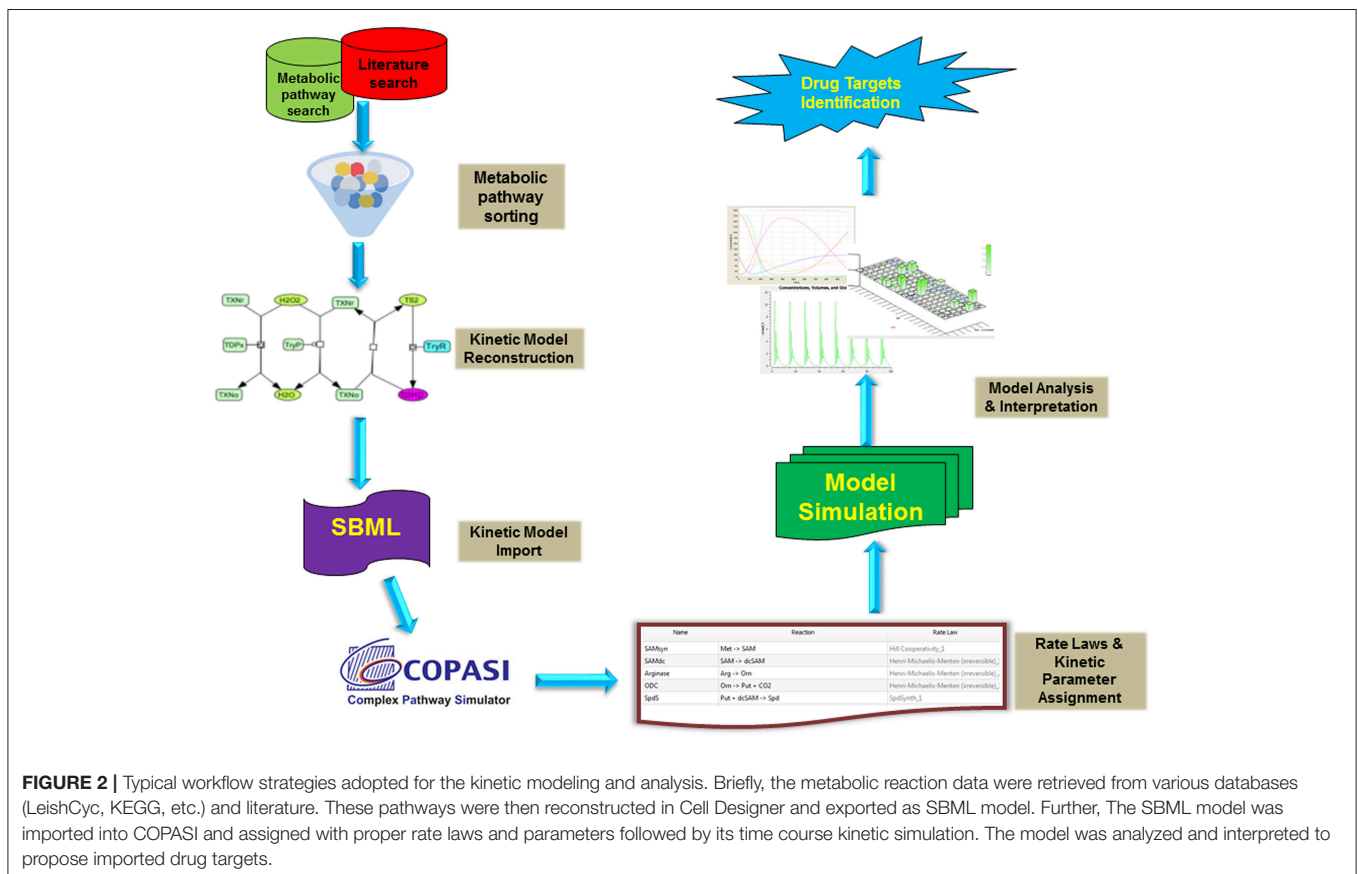 Metabolic
pathway
search
Literature
search
Metabolic
pathway
sorting
TXNr
H2O2
TXNr
TS2
TDPx
TryP
TryR
TXNo
H2O
TXNo
Kinetic Model
Reconstruction
SBML
Kinetic Model
Import
COPASI
Complex Pathway Simulator
Name Reaction Rate Law
SAMsyn Met -> SAM Hill Cooperativity_1
SAMdc SAM -> dcSAM Henri-Michaelis-Menten (irreversible)_
Arginase Arg -> Orn Henri-Michaelis-Menten (irreversible)_
ODC Orn -> Put + CO2 Henri-Michaelis-Menten (irreversible)_
SpdS Put + dcSAM -> Spd SpdSynth_1
Rate Laws &
Kinetic
Parameter
Assignment
Model
Simulation
Model Analysis
& Interpretation
Concentrations, Volumes, and Glo
Drug Targets
Identification
FIGURE 2 | Typical workflow strategies adopted for the kinetic modeling and analysis. Briefly, the metabolic reaction data were retrieved from various databases
(LeishCyc, KEGG, etc.) and literature. These pathways were then reconstructed in Cell Designer and exported as SBML model. Further, The SBML model was
imported into COPASI and assigned with proper rate laws and parameters followed by its time course kinetic simulation. The model was analyzed and interpreted to
propose imported drug targets.